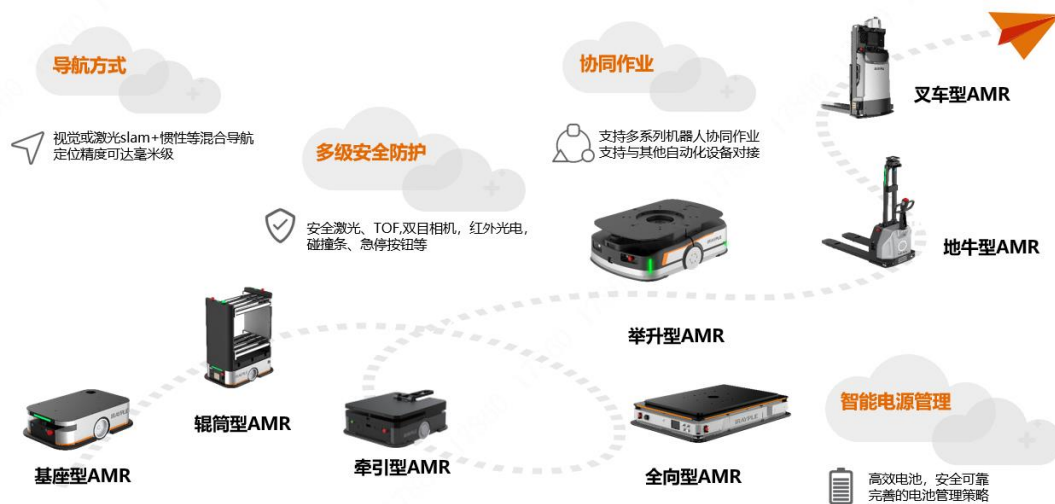 导航方式
视觉或激光slam+惯性等混合导航
定位精度可达毫米级
多级安全防护
安全激光、TOF,双目相机，红外光电，
碰撞条、急停按钮等
协同作业
支持多系列机器人协同作业
支持与其他自动化设备对接
叉车型AMR
地牛型AMR
举升型AMR
辊筒型AMR
基座型AMR
牵引型AMR
全向型AMR
智能电源管理
高效电池，安全可靠
完善的电池管理策略